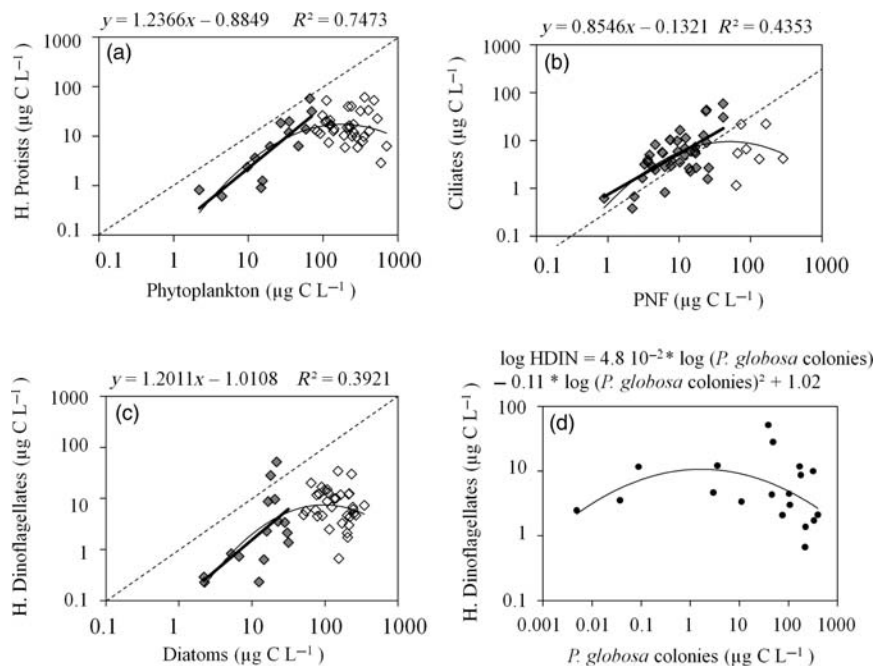 y = 1.2366x – 0.8849 R² = 0.7473
(a)
H. Protists (µg C L⁻¹)
1000
100
10
1
0.1
0.1 1 10 100 1000
Phytoplankton (µg C L⁻¹)
y = 0.8546x – 0.1321 R² = 0.4353
(b)
Ciliates (µg C L⁻¹)
1000
100
10
1
0.1
0.1 1 10 100 1000
PNF (µg C L⁻¹)
y = 1.2011x – 1.0108 R² = 0.3921
(c)
H. Dinoflagellates (µg C L⁻¹)
1000
100
10
1
0.1
0.1 1 10 100 1000
Diatoms (µg C L⁻¹)
log HDIN = 4.8 10⁻² * log (P. globosa colonies)
– 0.11 * log (P. globosa colonies)² + 1.02
(d)
H. Dinoflagellates (µg C L⁻¹)
100
10
1
0.1
0.001 0.01 0.1 1 10 100 1000
P. globosa colonies (µg C L⁻¹)